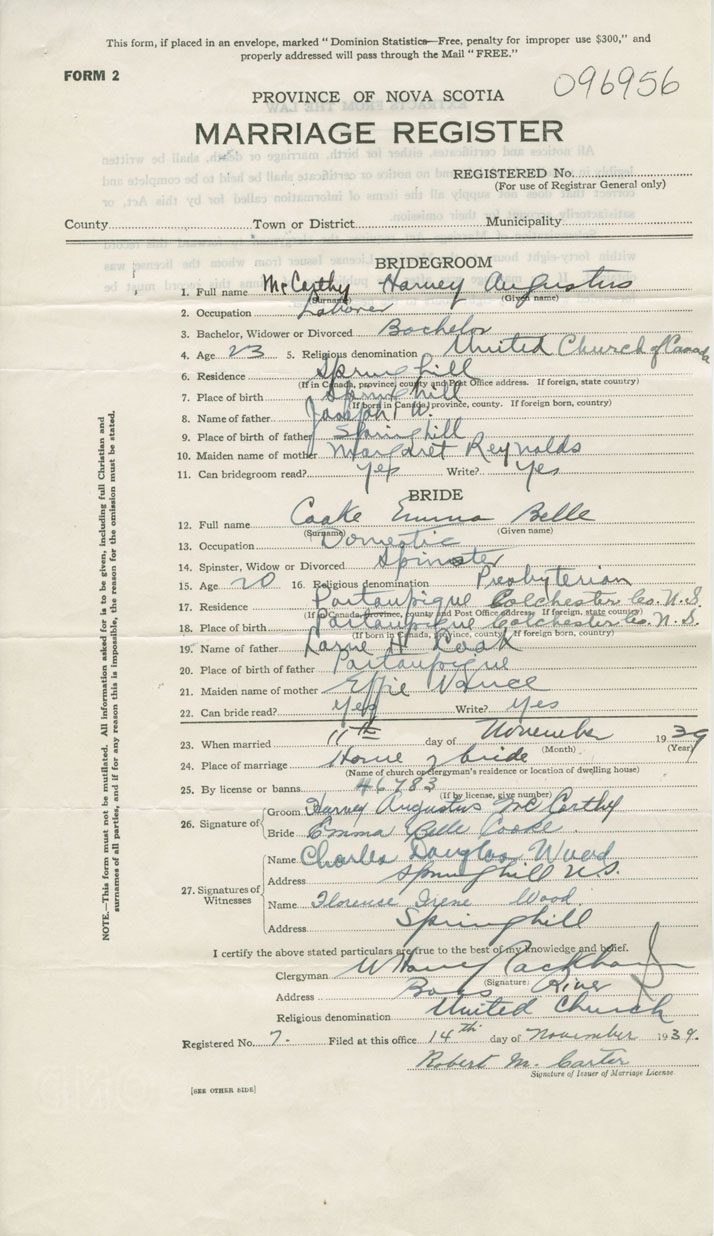 This form, if placed in an envelope, marked "Dominion Statistics—Free, penalty for improper use $300," and
properly addressed will pass through the Mail "FREE."
FORM 2
096956
PROVINCE OF NOVA SCOTIA
MARRIAGE REGISTER
REGISTERED No.
(For use of Registrar General only)
County Town or District Municipality
BRIDEGROOM
1. Full name McCarthy Harvey Augustus
(Surname) (Given name)
2. Occupation Laborer
3. Bachelor, Widower or Divorced Bachelor
4. Age 23 5. Religious denomination United Church of Canada
6. Residence Springhill
(If in Canada, province, county and Post Office address. If foreign, state country)
7. Place of birth Springhill
(If born in Canada, province, county. If foreign born, country)
8. Name of father Joseph
9. Place of birth of father Springhill
10. Maiden name of mother Margaret Reynolds
11. Can bridegroom read? yes Write? yes
BRIDE
12. Full name Cooke Emma Belle
(Surname) (Given name)
13. Occupation Domestic
14. Spinster, Widow or Divorced Spinster
15. Age 20 16. Religious denomination Presbyterian
17. Residence Portaupique Colchester Co. N.S.
(If in Canada, province, county and Post Office address. If foreign, state country)
18. Place of birth Portaupique Colchester Co. N.S.
(If born in Canada, province, county. If foreign born, country)
19. Name of father H.
20. Place of birth of father Portaupique
21. Maiden name of mother Effie Vance
22. Can bride read? yes Write? yes
23. When married 11th day of November 1939
(Month) (Year)
24. Place of marriage Home of bride
(Name of church or clergyman's residence or location of dwelling house)
25. By license or banns 46783
(If by license, give number)
26. Signature of
Groom Harvey Augustus McCarthy
Bride Emma Belle Cooke
27. Signatures of Witnesses
Name Charles Douglas Wood
Address Springhill N.S.
Name Florence Irene Wood
Address Springhill
I certify the above stated particulars are true to the best of my knowledge and belief.
Clergyman W Harvey
(Signature)
Address River
Religious denomination United Church
Registered No. 7. Filed at this office 14th day of November 1939.
Robert M. Carter
Signature of Issuer of Marriage License.
[SEE OTHER SIDE]
NOTE.—This form must not be mutilated. All information asked for is to be given, including full Christian and
surnames of all parties, and if for any reason this is impossible, the reason for the omission must be stated.